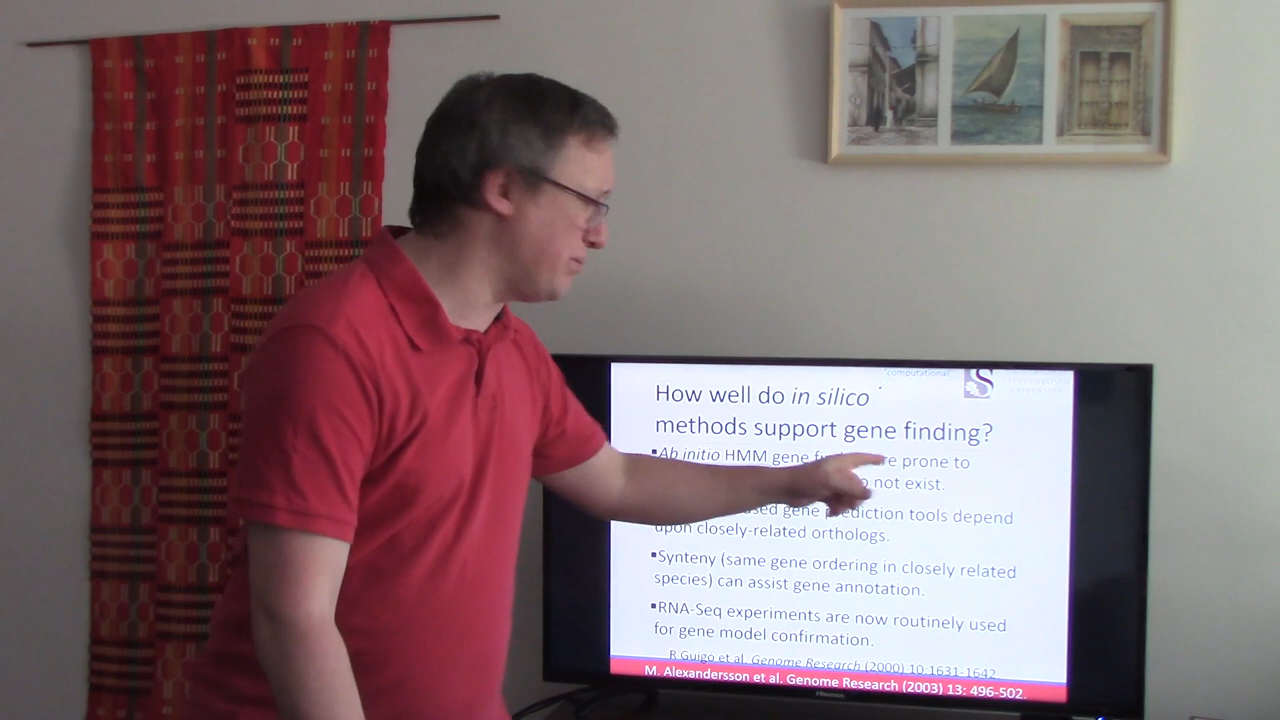 "computational"
S
How well do in silico
methods support gene finding?
▪Ab initio HMM gene are prone to
not exist.
gene prediction tools depend
upon closely-related orthologs.
▪Synteny (same gene ordering in closely related
species) can assist gene annotation.
▪RNA-Seq experiments are now routinely used
for gene model confirmation.
R Guigo et al. Genome Research (2000) 10:1631-1642.
M. Alexandersson et al. Genome Research (2003) 13: 496-502.
Hisense